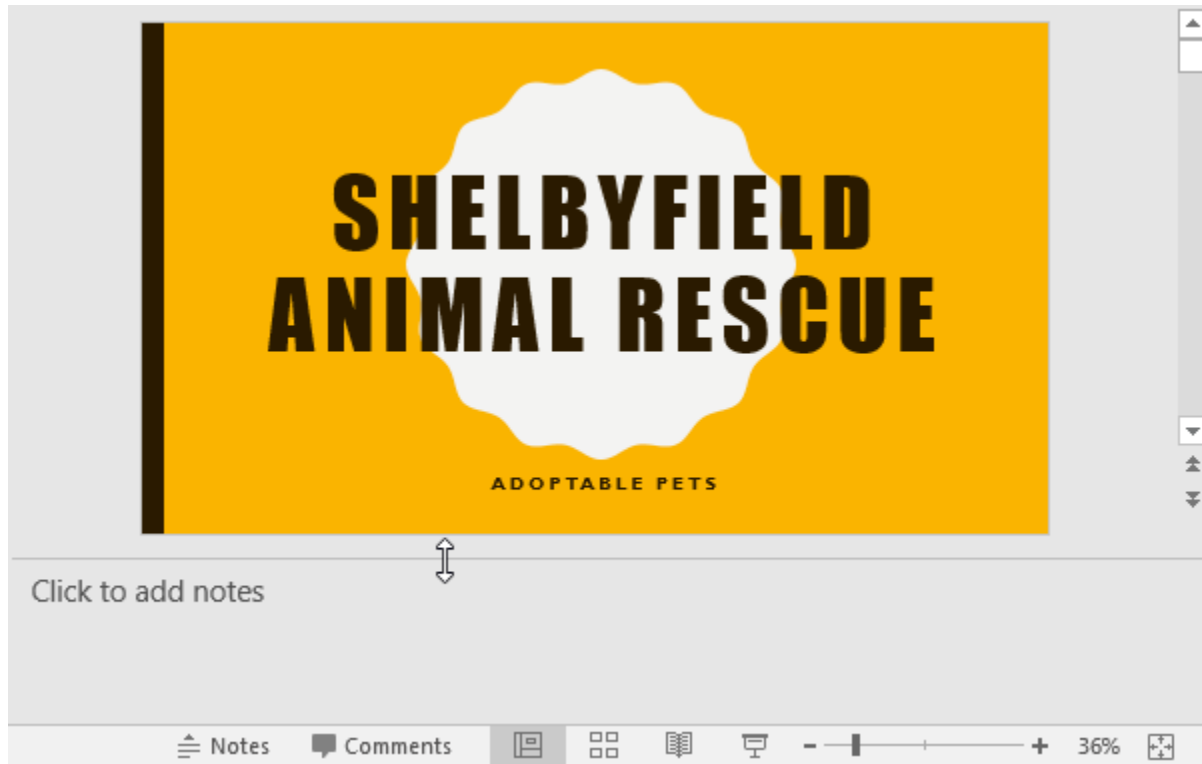 SHELBYFIELD
ANIMAL RESCUE
ADOPTABLE PETS
Click to add notes
Notes Comments 36%